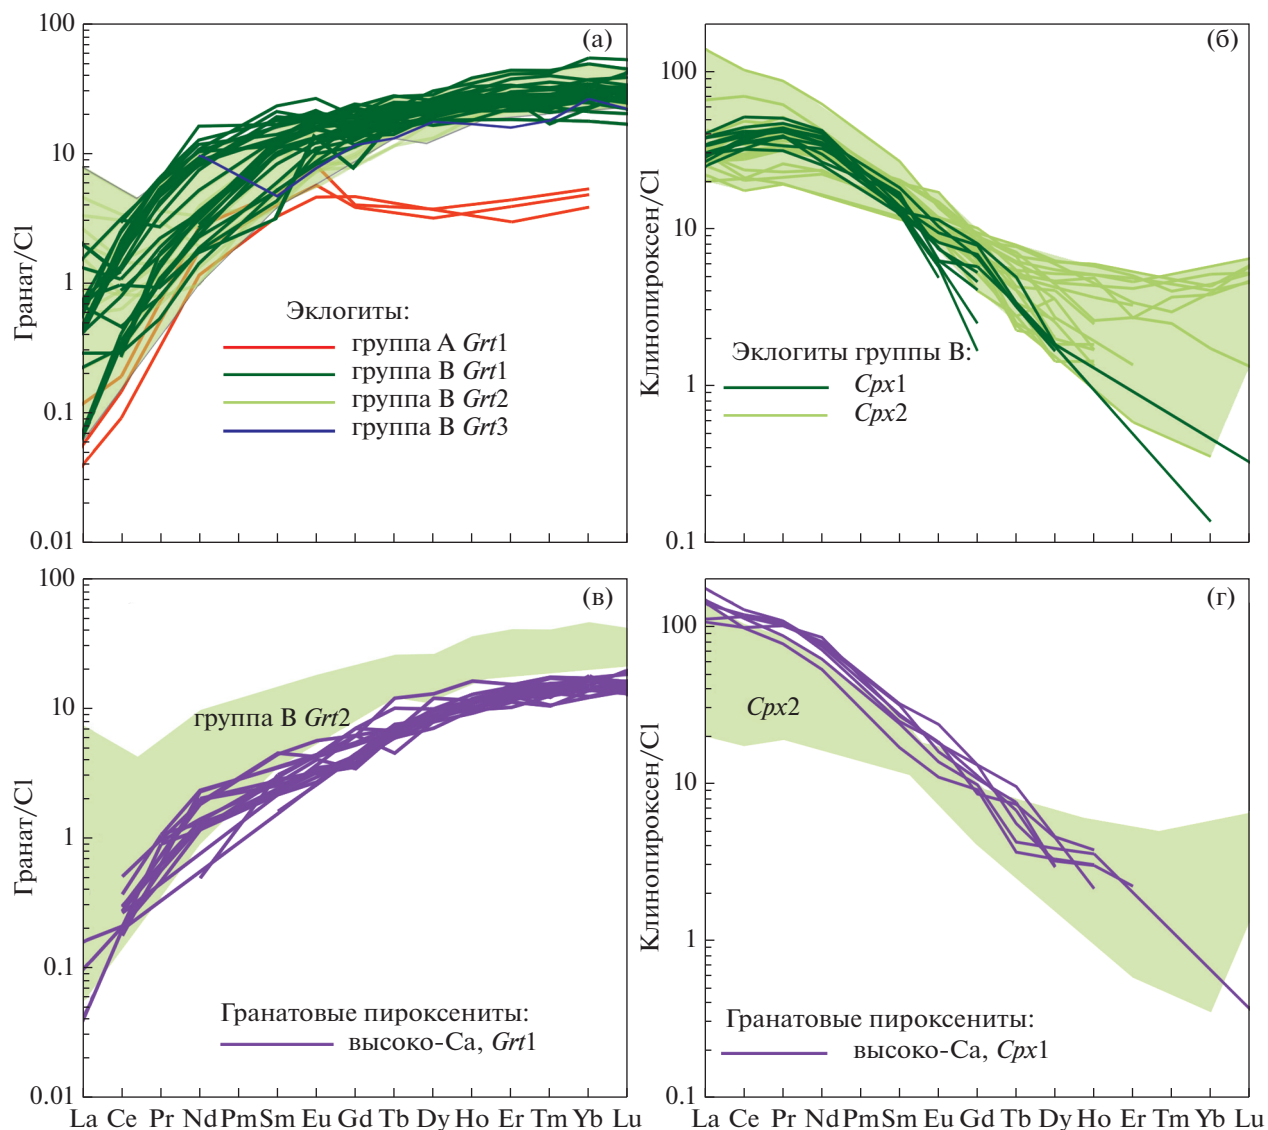 (а)
Гранат/Cl
100
10
1
0.1
0.01
Эклогиты:
группа A Grt1
группа B Grt1
группа B Grt2
группа B Grt3
(б)
Клинопироксен/Cl
100
10
1
0.1
Эклогиты группы B:
Cpx1
Cpx2
(в)
Гранат/Cl
100
10
1
0.1
0.01
группа B Grt2
Гранатовые пироксениты:
высоко-Ca, Grt1
La Ce Pr Nd Pm Sm Eu Gd Tb Dy Ho Er Tm Yb Lu
(г)
Клинопироксен/Cl
100
10
1
0.1
Cpx2
Гранатовые пироксениты:
высоко-Ca, Cpx1
La Ce Pr Nd Pm Sm Eu Gd Tb Dy Ho Er Tm Yb Lu